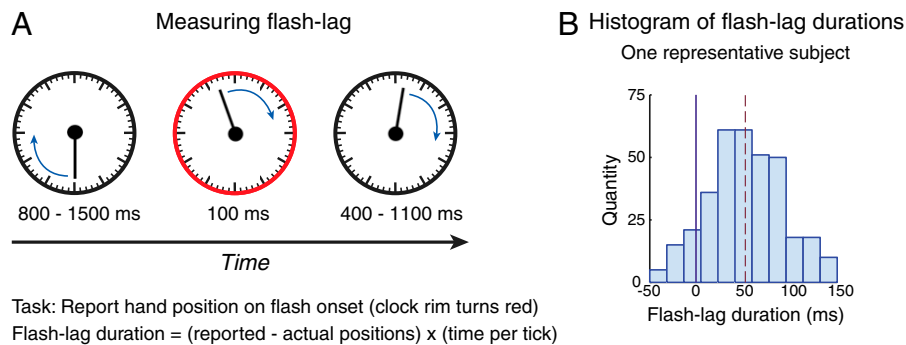 A
Measuring flash-lag
800 - 1500 ms
100 ms
400 - 1100 ms
Time
Task: Report hand position on flash onset (clock rim turns red)
Flash-lag duration = (reported - actual positions) x (time per tick)
B
Histogram of flash-lag durations
One representative subject
Quantity
75
50
25
0
-50
0
50
100
150
Flash-lag duration (ms)